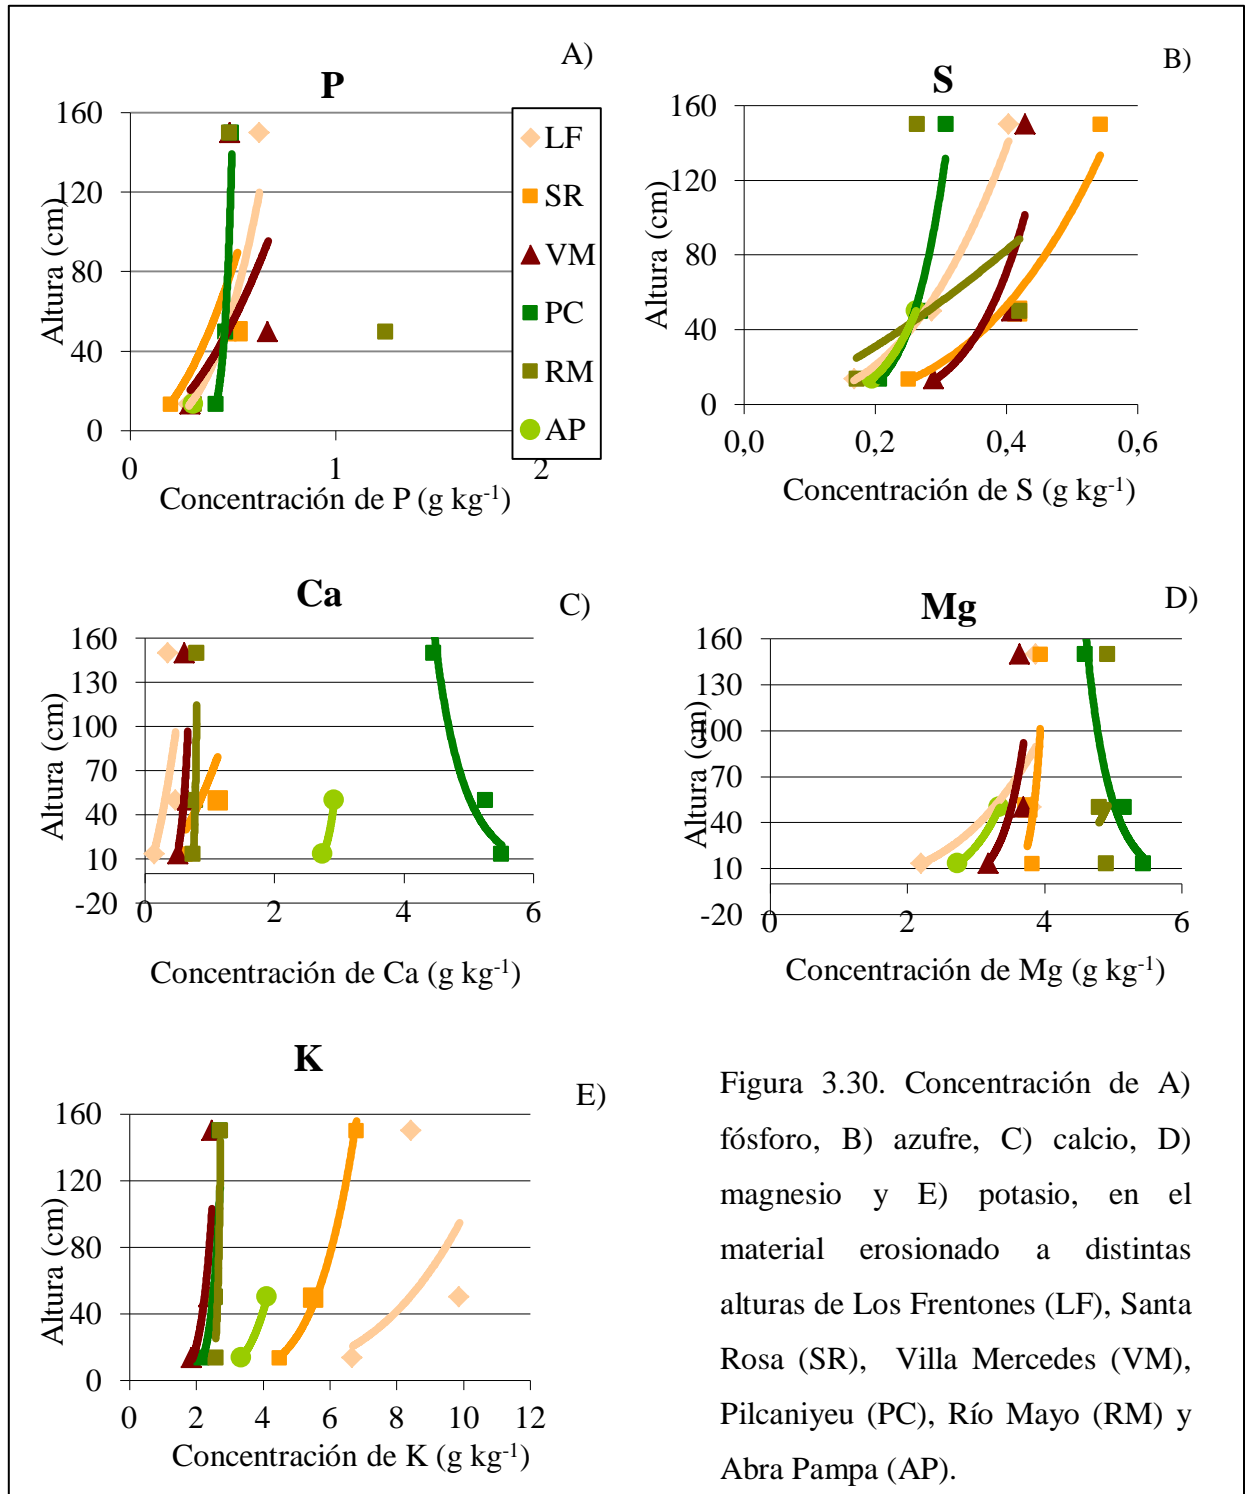 A)
P
160
120
80
40
0
Altura (cm)
0
1
2
Concentración de P (g kg-1)
LF
SR
VM
PC
RM
AP
B)
S
160
120
80
40
0
Altura (cm)
0,0
0,2
0,4
0,6
Concentración de S (g kg-1)
Ca
C)
160
130
100
70
40
10
-20
Altura (cm)
0
2
4
6
Concentración de Ca (g kg-1)
Mg
D)
160
130
100
70
40
10
-20
Altura (cm)
0
2
4
6
Concentración de Mg (g kg-1)
K
E)
160
120
80
40
0
Altura (cm)
0
2
4
6
8
10
12
Concentración de K (g kg-1)
Figura 3.30. Concentración de A)
fósforo, B) azufre, C) calcio, D)
magnesio y E) potasio, en el
material erosionado a distintas
alturas de Los Frentones (LF), Santa
Rosa (SR), Villa Mercedes (VM),
Pilcaniyeu (PC), Río Mayo (RM) y
Abra Pampa (AP).